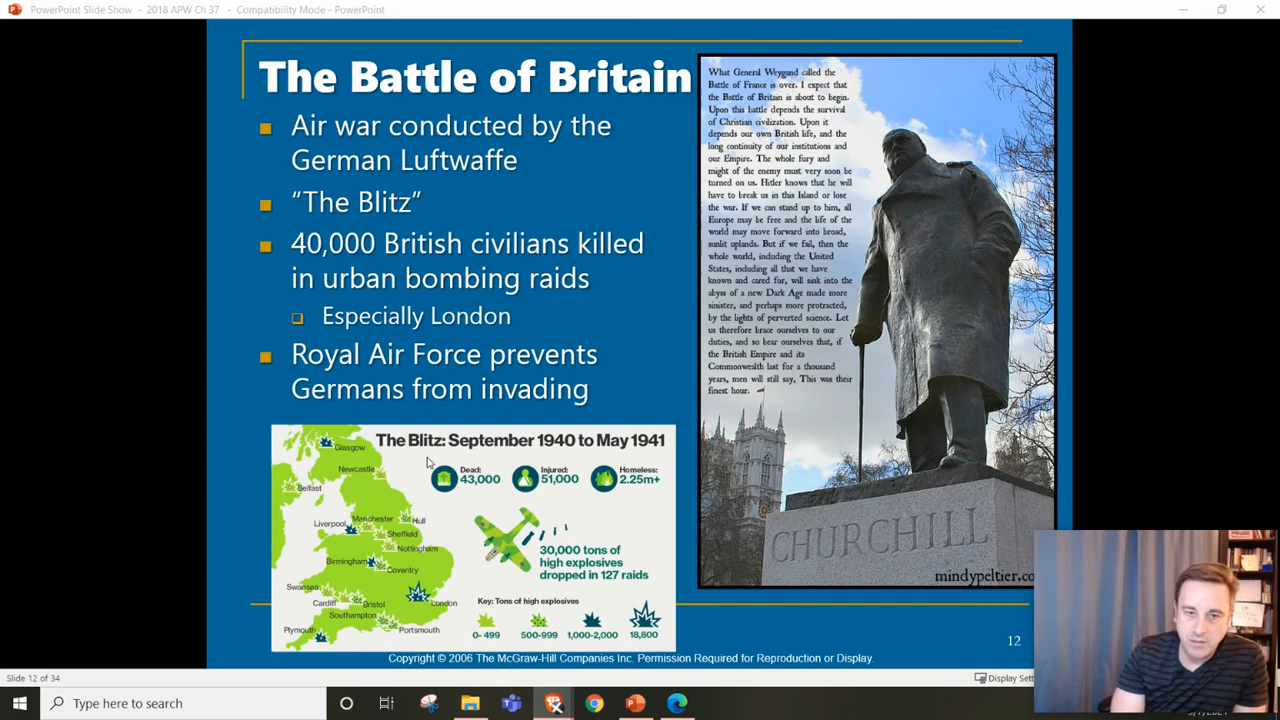 PowerPoint Slide Show - 2018 APW Ch 37 - Compatibility Mode - PowerPoint
The Battle of Britain
Air war conducted by the
German Luftwaffe
“The Blitz”
40,000 British civilians killed
in urban bombing raids
Especially London
Royal Air Force prevents
Germans from invading
What General Weygand called the
Battle of France is over. I expect that
the Battle of Britain is about to begin.
Upon this battle depends the survival
of Christian civilization. Upon it
depends our own British life, and the
long continuity of our institutions and
our Empire. The whole fury and
might of the enemy must very soon be
turned on us. Hitler knows that he will
have to break us in this Island or lose
the war. If we can stand up to him, all
Europe may be free and the life of the
world may move forward into broad,
sunlit uplands. But if we fail, then the
whole world, including the United
States, including all that we have
known and cared for, will sink into the
abyss of a new Dark Age made more
sinister, and perhaps more protracted,
by the lights of perverted science. Let
us therefore brace ourselves to our
duties, and so bear ourselves that, if
the British Empire and its
Commonwealth last for a thousand
years, men will still say, This was their
finest hour.
CHURCHILL
mindypeltier.co
The Blitz: September 1940 to May 1941
Dead:
43,000
Injured:
51,000
Homeless:
2.25m+
Glasgow
Newcastle
Belfast
Liverpool
Manchester
Hull
Sheffield
Nottingham
Birmingham
Coventry
Swansea
Cardiff
Bristol
London
Southampton
Portsmouth
Plymouth
30,000 tons of
high explosives
dropped in 127 raids
Key: Tons of high explosives
0- 499
500-999
1,000-2,000
18,800
12
Copyright © 2006 The McGraw-Hill Companies Inc. Permission Required for Reproduction or Display.
Slide 12 of 34
Display Set
Type here to search